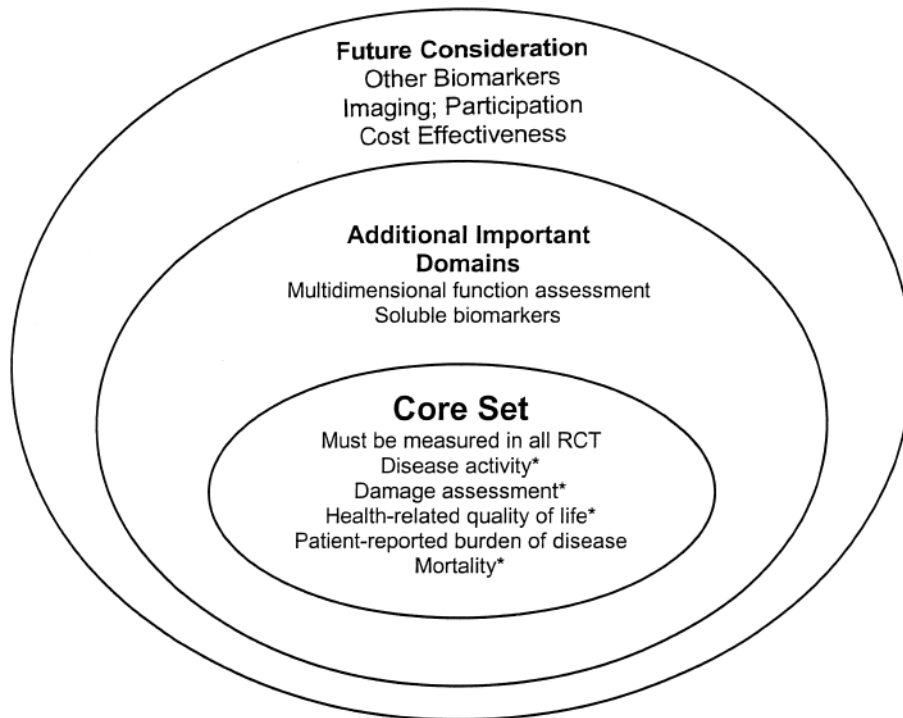 Future Consideration
Other Biomarkers
Imaging; Participation
Cost Effectiveness
Additional Important
Domains
Multidimensional function assessment
Soluble biomarkers
Core Set
Must be measured in all RCT
Disease activity*
Damage assessment*
Health-related quality of life*
Patient-reported burden of disease
Mortality*